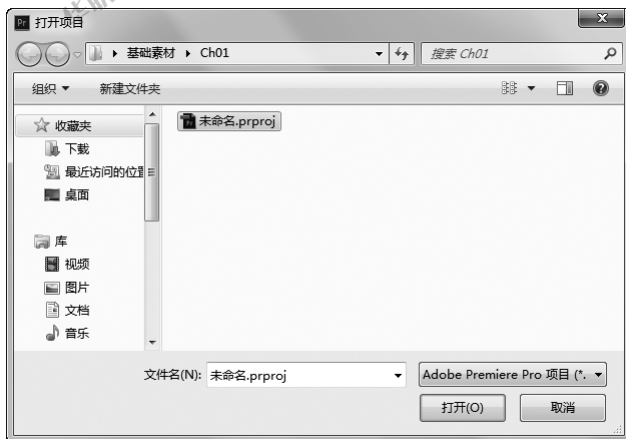 Pr 打开项目
基础素材 ▸ Ch01
搜索 Ch01
组织 新建文件夹
收藏夹
下载
最近访问的位置
桌面
库
视频
图片
文档
音乐
未命名.prproj
文件名(N): 未命名.prproj
Adobe Premiere Pro 项目 (*.
打开(O) 取消